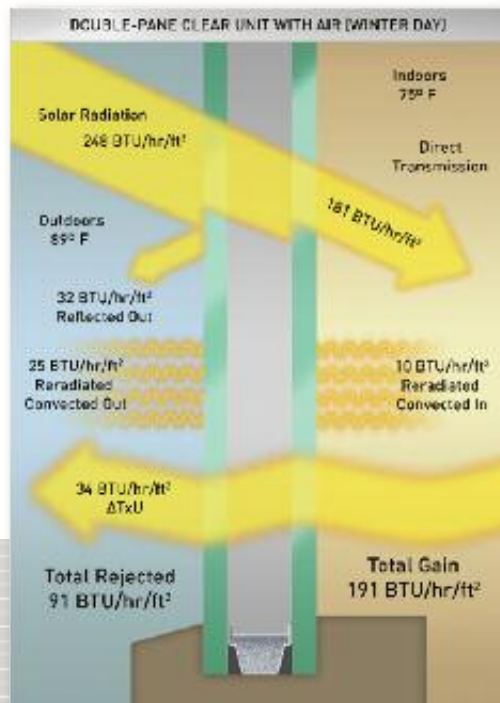 DOUBLE-PANE CLEAR UNIT WITH AIR (WINTER DAY)
Indoors
75º F
Solar Radiation
248 BTU/hr/ft²
Direct
Transmission
181 BTU/hr/ft²
Outdoors
89º F
32 BTU/hr/ft²
Reflected Out
25 BTU/hr/ft²
Reradiated
Convected Out
10 BTU/hr/ft²
Reradiated
Convected In
34 BTU/hr/ft²
ΔTxU
Total Rejected
91 BTU/hr/ft²
Total Gain
191 BTU/hr/ft²